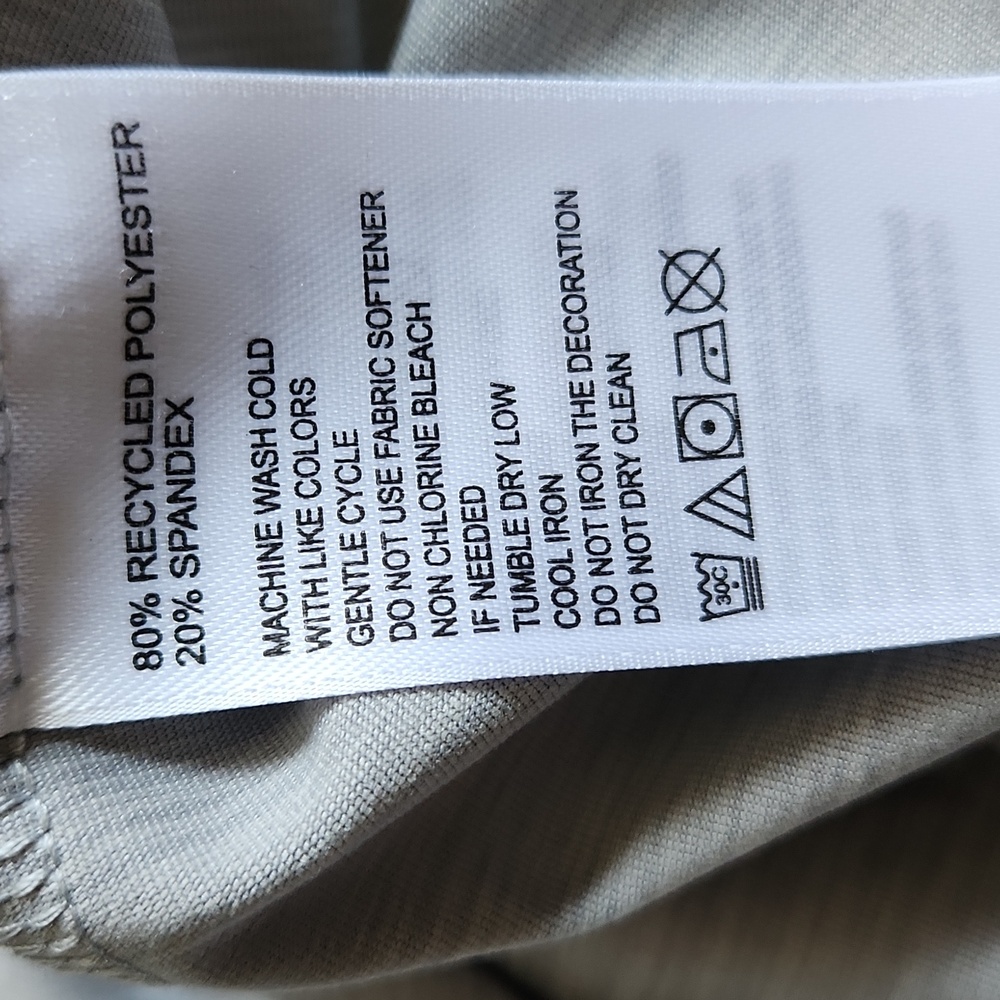 80% RECYCLED POLYESTER
20% SPANDEX
MACHINE WASH COLD
WITH LIKE COLORS
GENTLE CYCLE
DO NOT USE FABRIC SOFTENER
NON CHLORINE BLEACH
IF NEEDED
TUMBLE DRY LOW
COOL IRON
DO NOT IRON THE DECORATION
DO NOT DRY CLEAN
30C